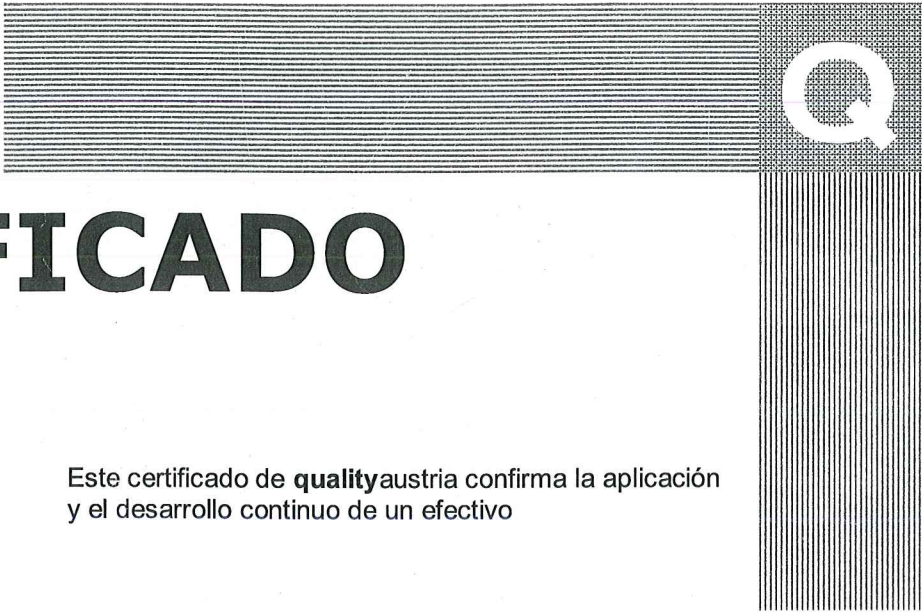 Q
FICADO
Este certificado de qualityaustria confirma la aplicación
y el desarrollo continuo de un efectivo